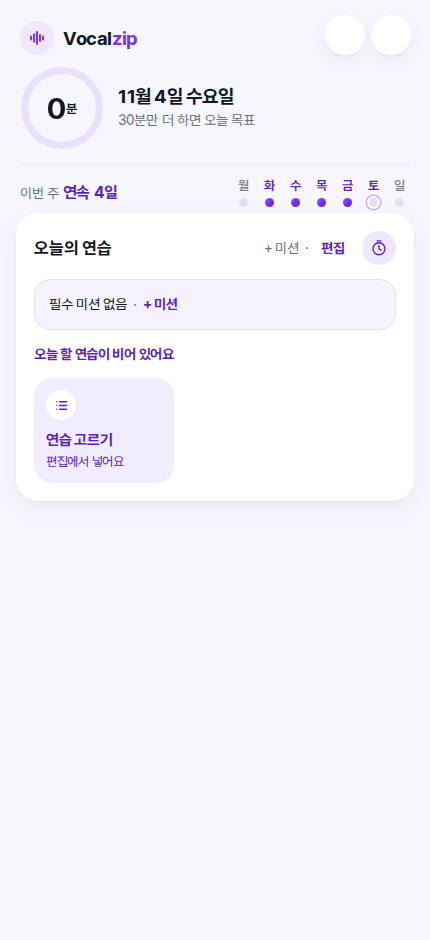 Vocalzip
0분
11월 4일 수요일
30분만 더 하면 오늘 목표
이번 주 연속 4일
월 화 수 목 금 토 일
오늘의 연습
+ 미션 · 편집
필수 미션 없음 · + 미션
오늘 할 연습이 비어 있어요
연습 고르기
편집에서 넣어요